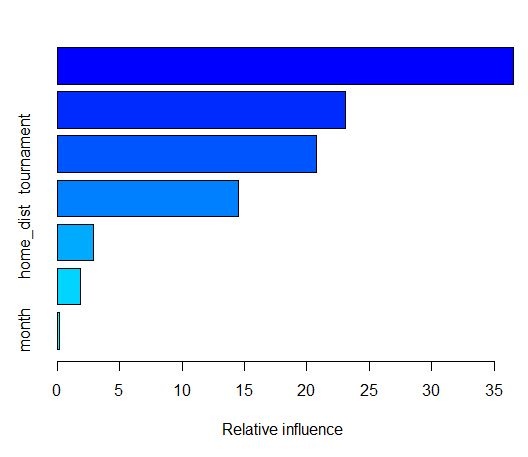 tournament
home_dist
month
0 5 10 15 20 25 30 35
Relative influence